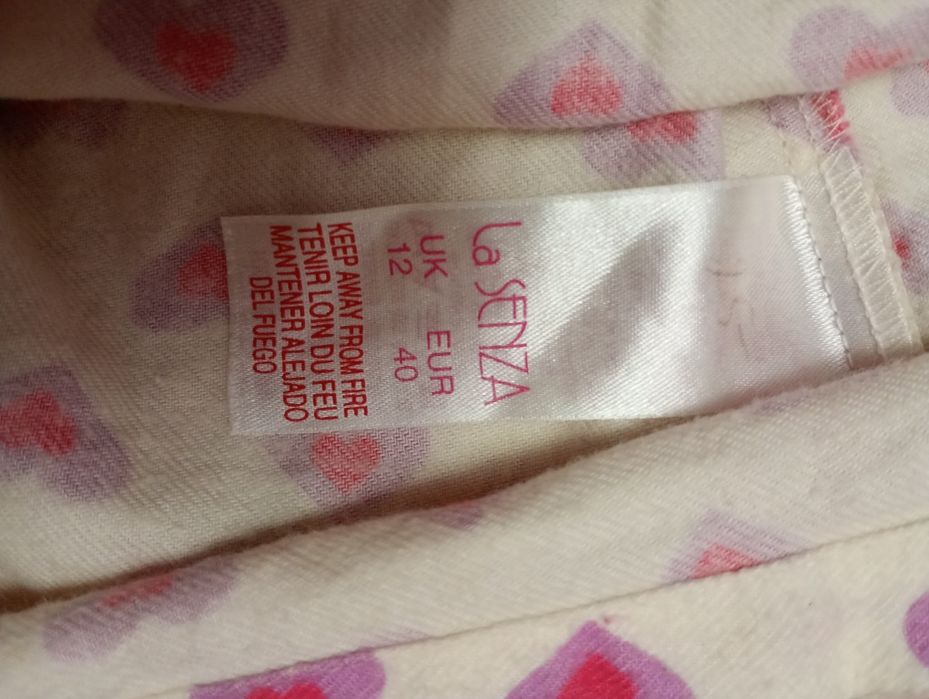 La SENZA
UK EUR
12 40
KEEP AWAY FROM FIRE
TENIR LOIN DU FEU
MANTENER ALEJADO
DEL FUEGO